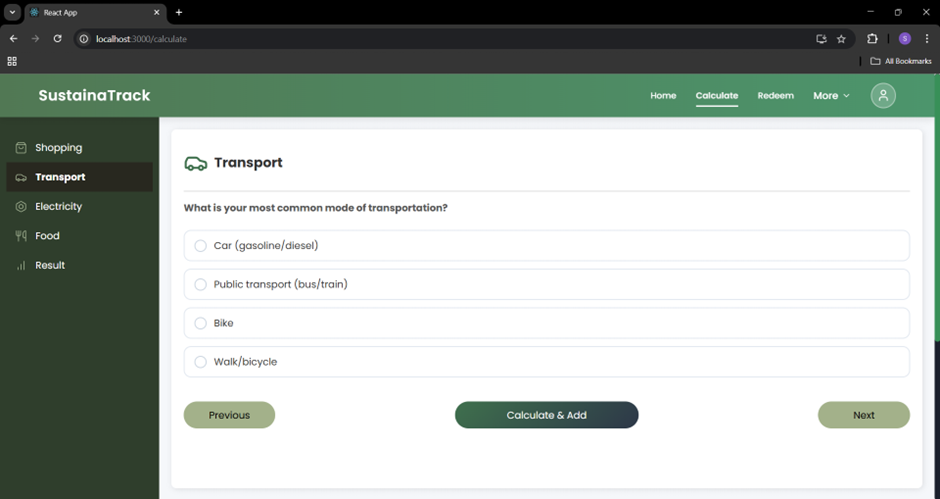 React App
localhost:3000/calculate
S
All Bookmarks
SustainaTrack
Home
Calculate
Redeem
More
Shopping
Transport
Electricity
Food
Result
Transport
What is your most common mode of transportation?
Car (gasoline/diesel)
Public transport (bus/train)
Bike
Walk/bicycle
Previous
Calculate & Add
Next